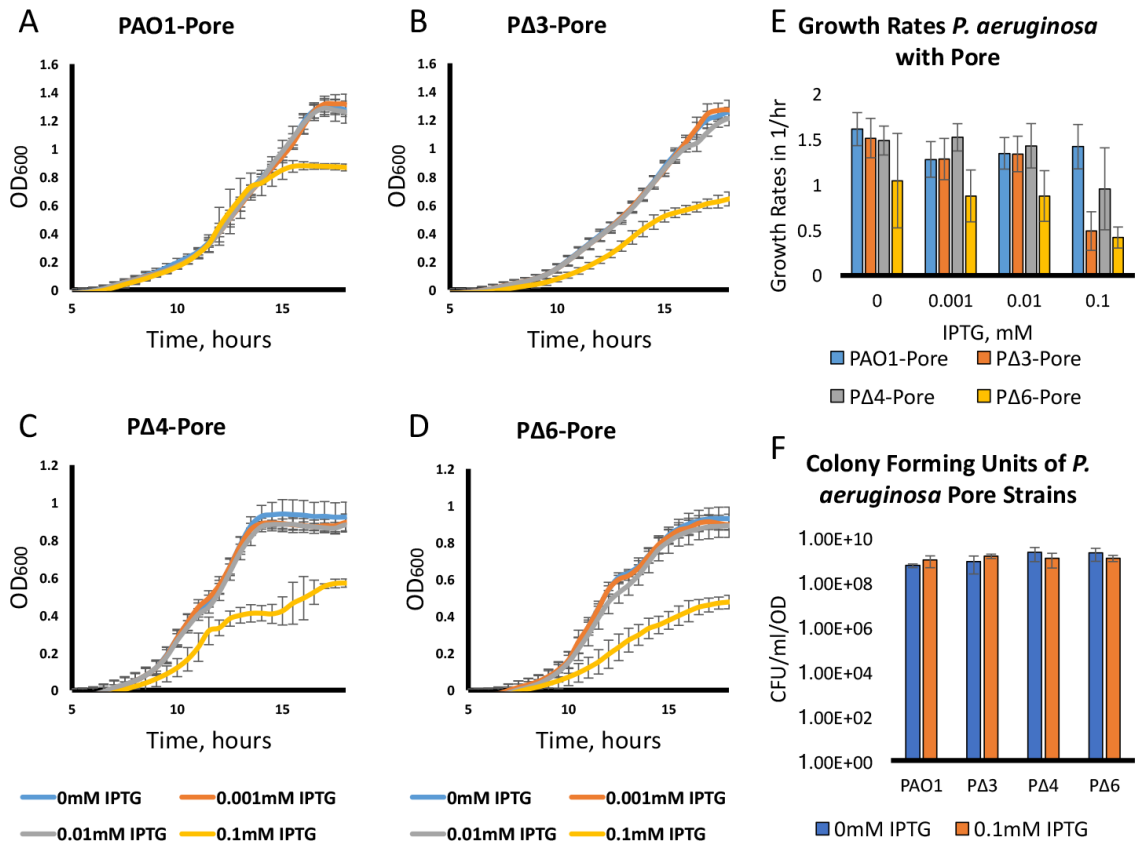 A
PAO1-Pore
1.6
1.4
1.2
1
0.8
0.6
0.4
0.2
0
OD600
5
10
15
Time, hours
B
PΔ3-Pore
1.6
1.4
1.2
1
0.8
0.6
0.4
0.2
0
OD600
5
10
15
Time, hours
E
Growth Rates P. aeruginosa
with Pore
2
1.5
1
0.5
0
Growth Rates in 1/hr
0
0.001
0.01
0.1
IPTG, mM
PAO1-Pore
PΔ3-Pore
PΔ4-Pore
PΔ6-Pore
C
PΔ4-Pore
1.2
1
0.8
0.6
0.4
0.2
0
OD600
5
10
15
Time, hours
0mM IPTG
0.001mM IPTG
0.01mM IPTG
0.1mM IPTG
D
PΔ6-Pore
1.2
1
0.8
0.6
0.4
0.2
0
OD600
5
10
15
Time, hours
0mM IPTG
0.001mM IPTG
0.01mM IPTG
0.1mM IPTG
F
Colony Forming Units of P.
aeruginosa Pore Strains
1.00E+10
1.00E+08
1.00E+06
1.00E+04
1.00E+02
1.00E+00
CFU/ml/OD
PAO1
PΔ3
PΔ4
PΔ6
0mM IPTG
0.1mM IPTG